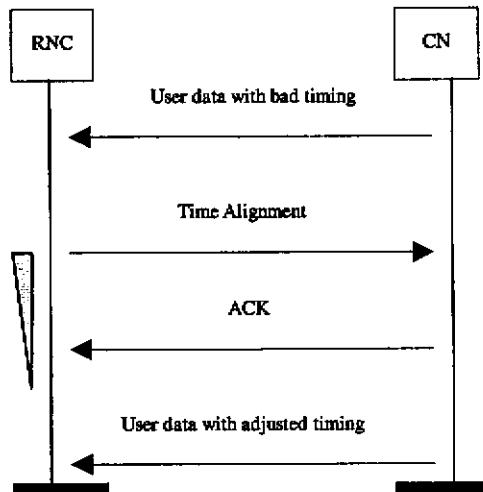 RNC
CN
User data with bad timing
Time Alignment
ACK
User data with adjusted timing